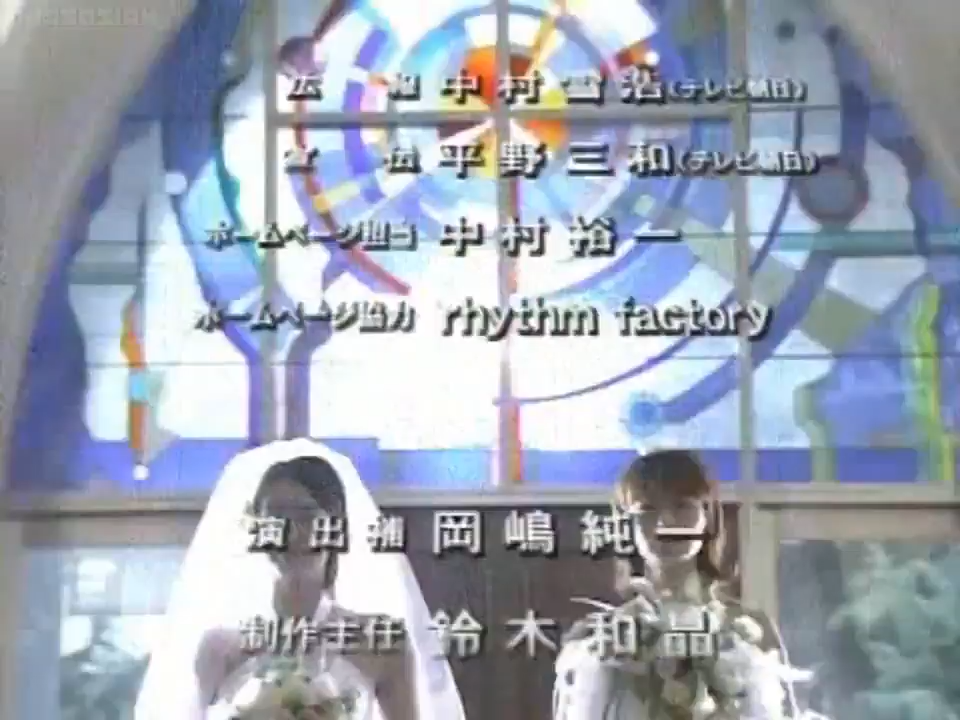 広 報 中 村 雪 浩(テレビ朝日)
宣 伝 平 野 三 和(テレビ朝日)
ホームページ担当 中 村 裕 一
ホームページ協力 rhythm factory
演 出 補 岡 嶋 純 一
制作主任 鈴 木 和 晶